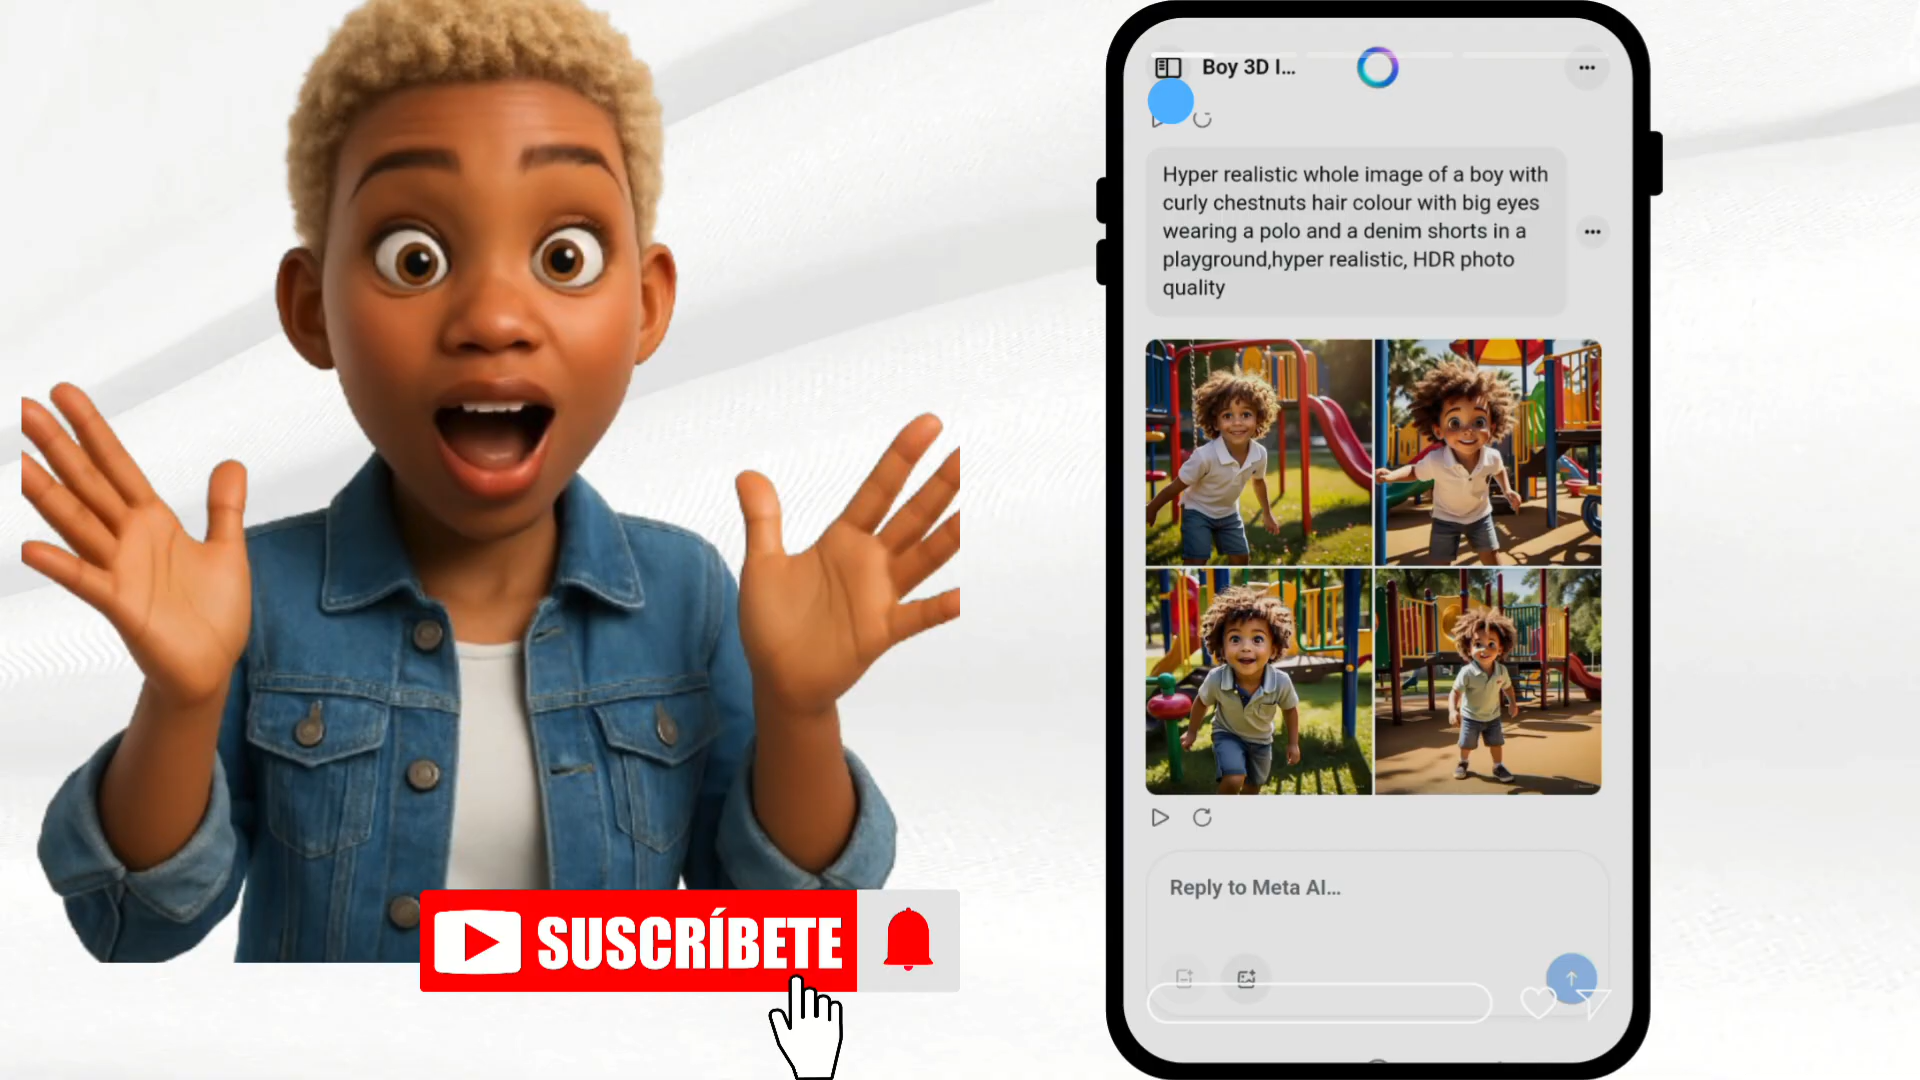 Boy 3D I...
Hyper realistic whole image of a boy with
curly chestnuts hair colour with big eyes
wearing a polo and a denim shorts in a
playground,hyper realistic, HDR photo
quality
Reply to Meta AI...
SUSCRÍBETE